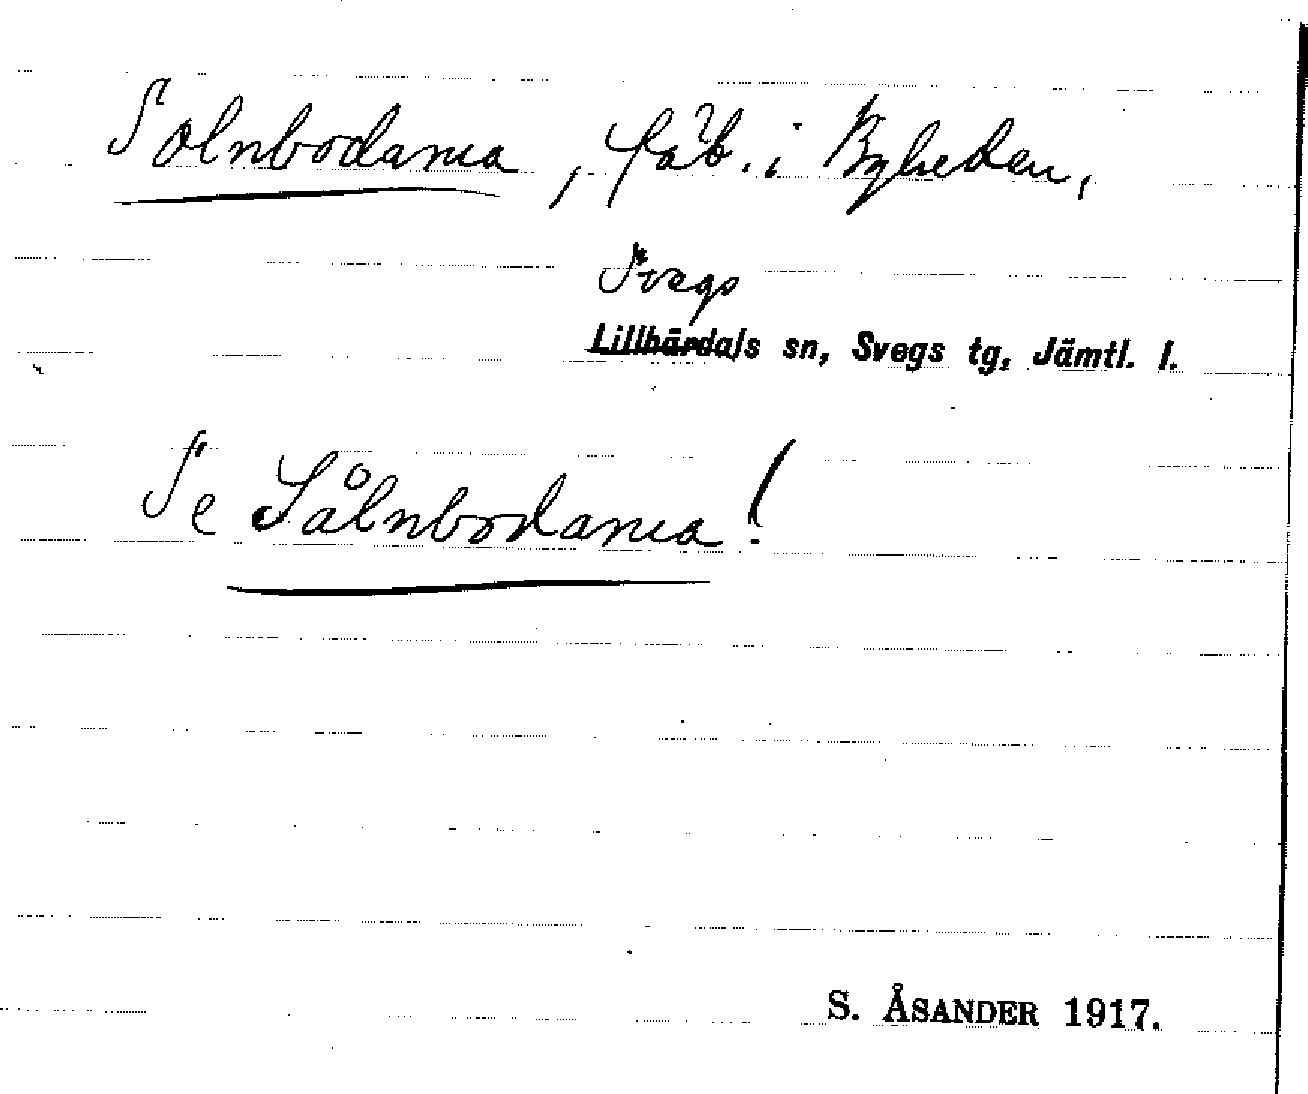 Solnbodarna, fäb. i Byheden,
Svegs
Lillhärdals sn, Svegs tg, Jämtl. l.
Se Sålnbodarna!
S. ÅSANDER 1917.